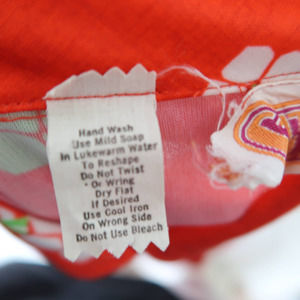 Hand Wash
Use Mild Soap
In Lukewarm Water
To Reshape
Do Not Twist
Or Wring
Dry Flat
If Desired
Use Cool Iron
On Wrong Side
Do Not Use Bleach